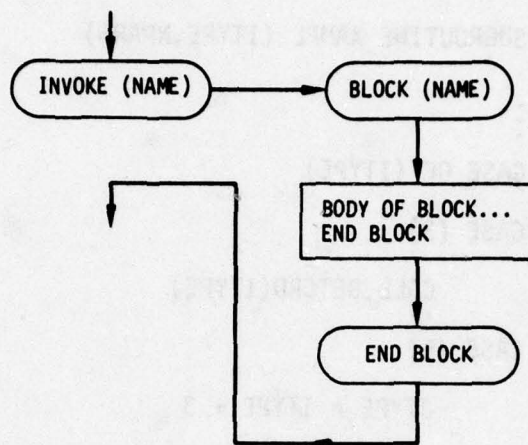 INVOKE (NAME)
BLOCK (NAME)
BODY OF BLOCK...
END BLOCK
END BLOCK